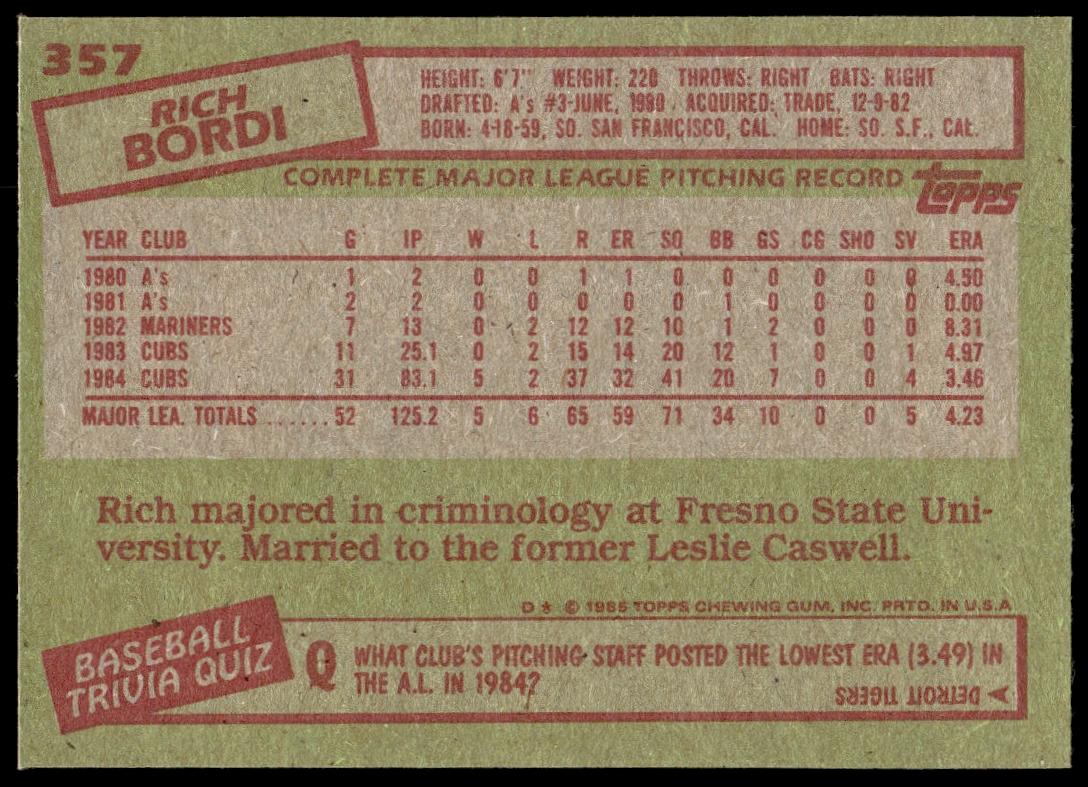 357
RICH
BORDI
HEIGHT: 6'7" WEIGHT: 220 THROWS: RIGHT BATS: RIGHT
DRAFTED: A's #3-JUNE, 1980 ACQUIRED: TRADE, 12-9-82
BORN: 4-18-59, SO. SAN FRANCISCO, CAL. HOME: SO. S.F., CAL.
COMPLETE MAJOR LEAGUE PITCHING RECORD topps
YEAR CLUB G IP W L R ER SO BB GS CG SHO SV ERA
1980 A's 1 2 0 0 1 1 0 0 0 0 0 0 4.50
1981 A's 2 2 0 0 0 0 0 1 0 0 0 0 0.00
1982 MARINERS 7 13 0 2 12 12 10 1 2 0 0 0 8.31
1983 CUBS 11 25.1 0 2 15 14 20 12 1 0 0 1 4.97
1984 CUBS 31 83.1 5 2 37 32 41 20 7 0 0 4 3.46
MAJOR LEA. TOTALS ...... 52 125.2 5 6 65 59 71 34 10 0 0 5 4.23
Rich majored in criminology at Fresno State Uni-
versity. Married to the former Leslie Caswell.
D ★ © 1985 TOPPS CHEWING GUM, INC. PRTD. IN U.S.A
BASEBALL
TRIVIA QUIZ
Q WHAT CLUB'S PITCHING STAFF POSTED THE LOWEST ERA (3.49) IN
THE A.L. IN 1984?
A DETROIT TIGERS